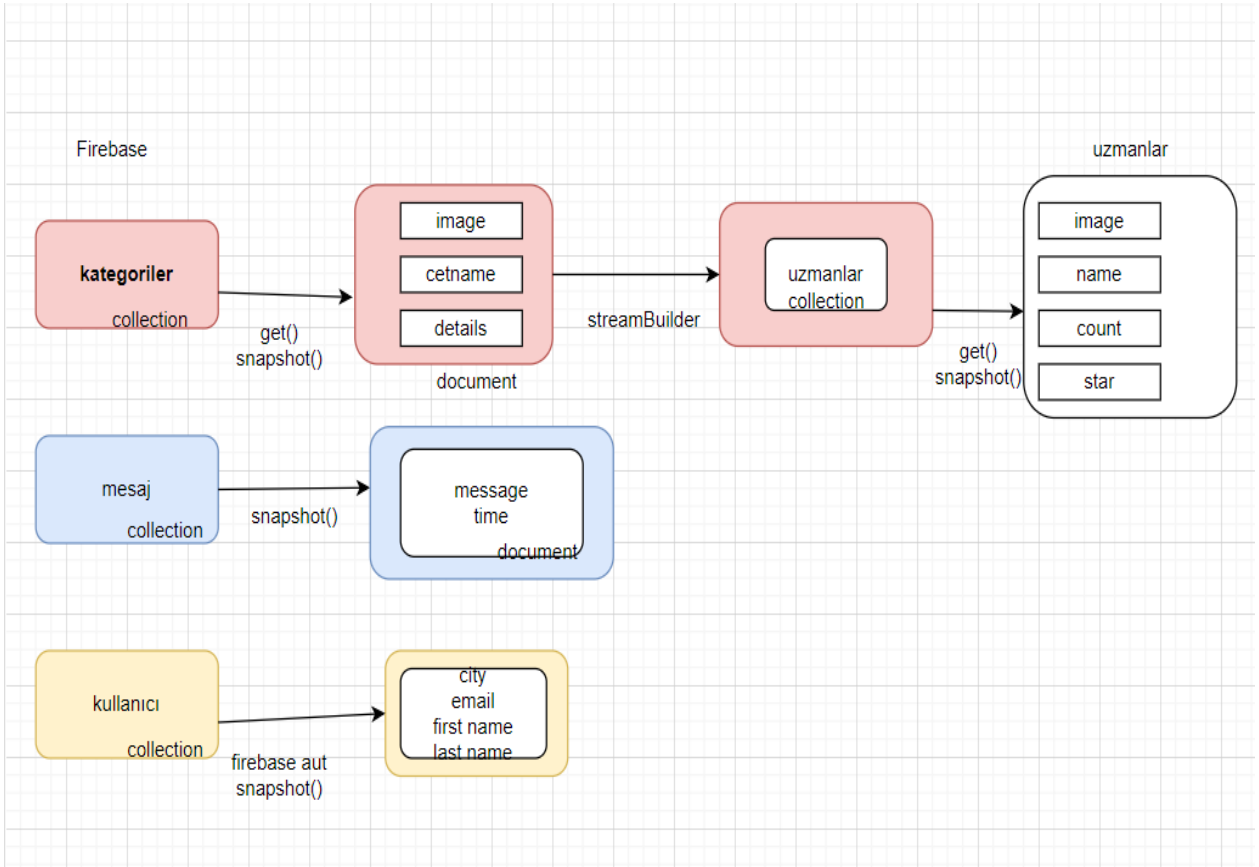 Firebase
uzmanlar
kategoriler
collection
get()
snapshot()
image
cetname
details
document
streamBuilder
uzmanlar
collection
get()
snapshot()
image
name
count
star
mesaj
collection
snapshot()
message
time
document
kullanıcı
collection
firebase aut
snapshot()
city
email
first name
last name